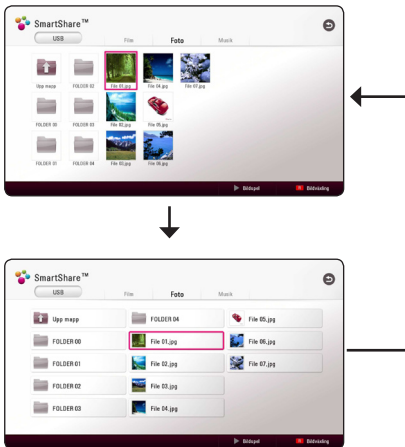 SmartShare™
USB Film Foto Musik
Upp mapp FOLDER 02 File 01.jpg File 04.jpg File 07.jpg
FOLDER 00 FOLDER 03 File 02.jpg File 05.jpg
FOLDER 01 FOLDER 04 File 03.jpg File 06.jpg
Bildspel Bildväxling
SmartShare™
USB Film Foto Musik
Upp mapp FOLDER 04 File 05.jpg
FOLDER 00 File 01.jpg File 06.jpg
FOLDER 01 File 02.jpg File 07.jpg
FOLDER 02 File 03.jpg
FOLDER 03 File 04.jpg
Bildspel Bildväxling